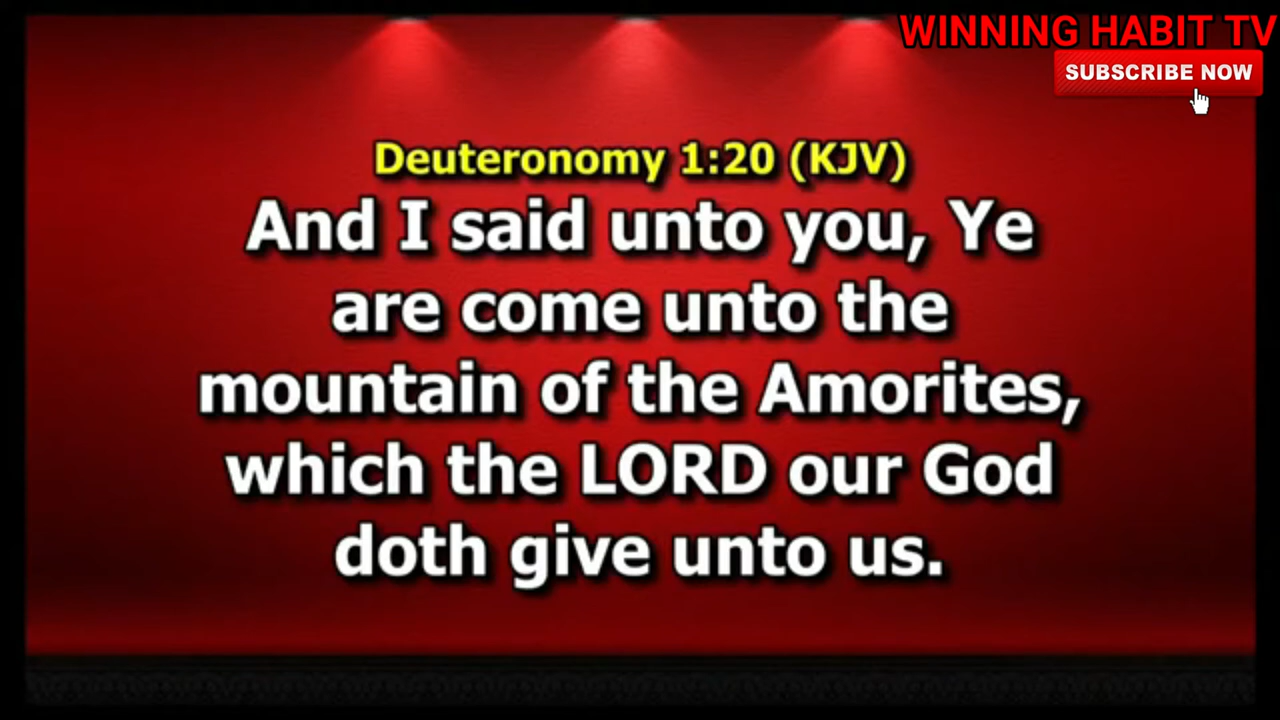 WINNING HABIT TV
SUBSCRIBE NOW
Deuteronomy 1:20 (KJV)
And I said unto you, Ye
are come unto the
mountain of the Amorites,
which the LORD our God
doth give unto us.